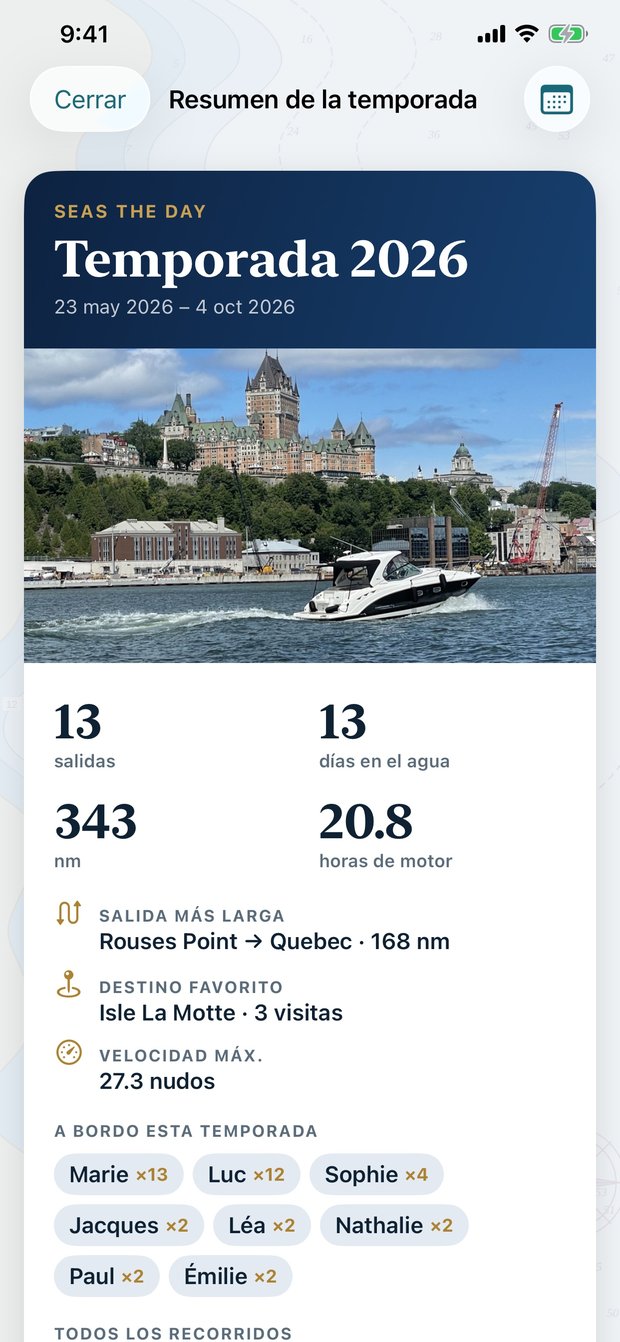 9:41
Cerrar
Resumen de la temporada
SEAS THE DAY
Temporada 2026
23 may 2026 – 4 oct 2026
13
salidas
13
días en el agua
343
nm
20.8
horas de motor
SALIDA MÁS LARGA
Rouses Point → Quebec · 168 nm
DESTINO FAVORITO
Isle La Motte · 3 visitas
VELOCIDAD MÁX.
27.3 nudos
A BORDO ESTA TEMPORADA
Marie ×13 Luc ×12 Sophie ×4
Jacques ×2 Léa ×2 Nathalie ×2
Paul ×2 Émilie ×2
TODOS LOS RECORRIDOS